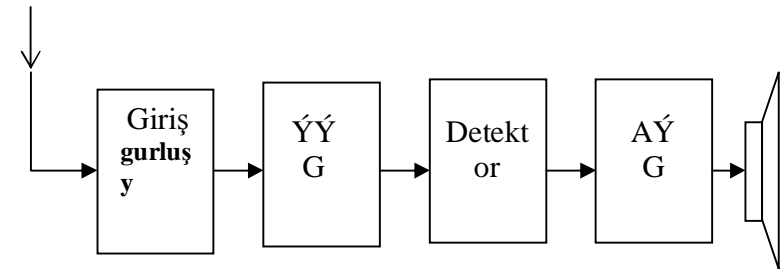 Giriş
gurluş
y
ÝÝ
G
Detekt
or
AÝ
G